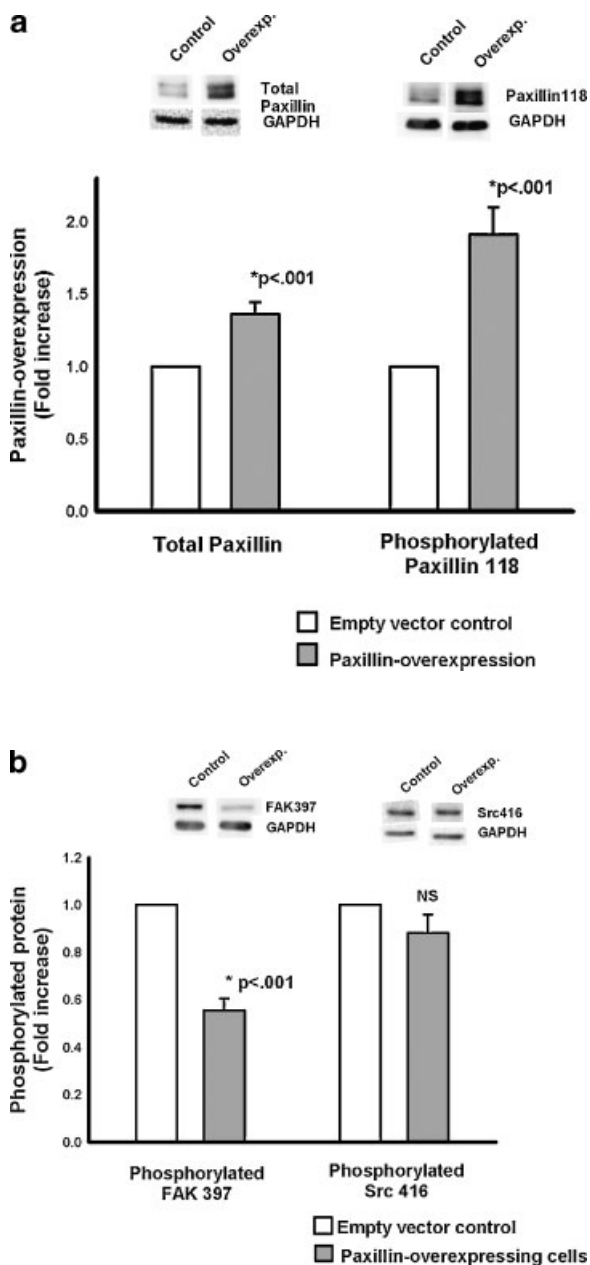 a
Control Overexp. Control Overexp.
Total Paxillin Paxillin118
GAPDH GAPDH
Paxillin-overexpression
(Fold increase)
2.0
1.5
1.0
0.5
0.0
*p<.001
*p<.001
Total Paxillin
Phosphorylated
Paxillin 118
Empty vector control
Paxillin-overexpression
b
Control Overexp. Control Overexp.
FAK397 Src416
GAPDH GAPDH
Phosphorylated protein
(Fold increase)
1.2
1.0
0.8
0.6
0.4
0.2
0.0
* p<.001
NS
Phosphorylated
FAK 397
Phosphorylated
Src 416
Empty vector control
Paxillin-overexpressing cells